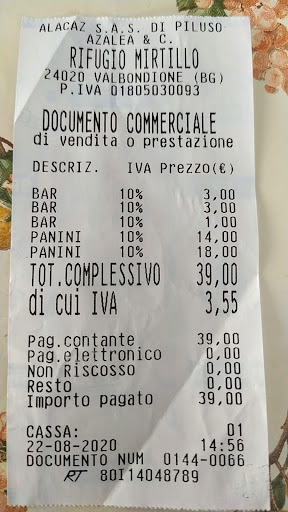 ALACAZ S.A.S. DI PILUSO
AZALEA & C.
RIFUGIO MIRTILLO
24020 VALBONDIONE (BG)
P.IVA 01805030093
DOCUMENTO COMMERCIALE
di vendita o prestazione
DESCRIZ. IVA Prezzo(€)
BAR 10% 3,00
BAR 10% 3,00
BAR 10% 1,00
PANINI 10% 14,00
PANINI 10% 18,00
TOT.COMPLESSIVO 39,00
di cui IVA 3,55
Pag.contante 39,00
Pag.elettronico 0,00
Non Riscosso 0,00
Resto 0,00
Importo pagato 39,00
CASSA: 01
22-08-2020 14:56
DOCUMENTO NUM 0144-0066
RT 80I14048789